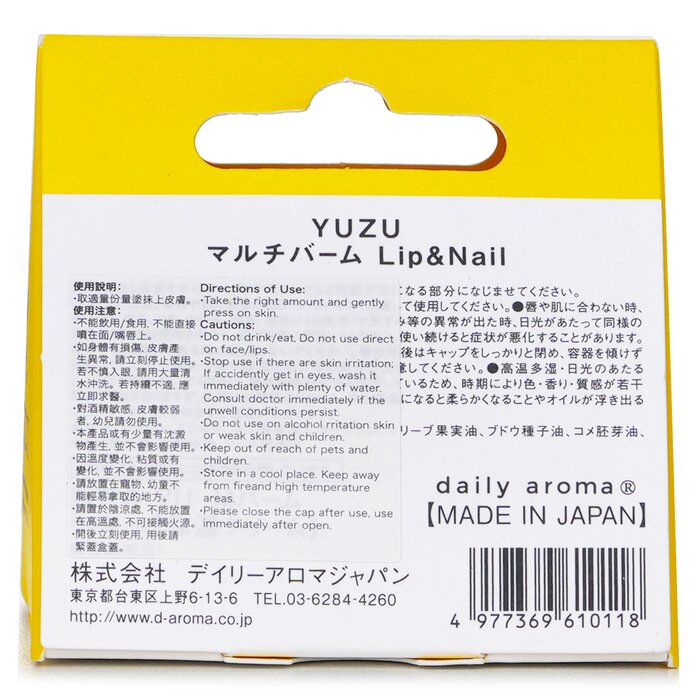 YUZU
マルチバーム Lip&Nail
使用說明:
･取適量份量塗抹上皮膚。
使用注意:
･不能飲用/食用, 不能直接
噴在面/嘴唇上。
･如身體有損傷, 皮膚產
生異常, 請立刻停止使用。
若不慎入眼, 請用大量清
水沖洗。若持續不適, 應
立即求醫。
･對酒精敏感, 皮膚較弱
者, 幼兒請勿使用。
･本產品或有少量有沈澱
物產生, 並不會影響使用。
･因溫度變化, 粘質或有
變化, 並不會影響使用。
･請放置在寵物、幼童不
能輕易拿取的地方。
･請置於陰涼處, 不能放置
在高溫處, 不可接觸火源。
･開後立刻使用, 用後請
緊蓋盒蓋。
Directions of Use:
･Take the right amount and gently
press on skin.
Cautions:
･Do not drink/eat, Do not use direct
on face/lips.
･Stop use if there are skin irritation;
If accidently get in eyes, wash it
immediately with plenty of water.
Consult doctor immediately if the
unwell conditions persist.
･Do not use on alcohol rritation skin
or weak skin and children.
･Keep out of reach of pets and
children.
･Store in a cool place. Keep away
from fireand high temperature
areas.
･Please close the cap after use, use
immediately after open.
になる部分になじませてください。
て使用してください。●唇や肌に合わない時、
み等の異常が出た時、日光があたって同様の
使い続けると症状が悪化することがあります。
後はキャップをしっかりと閉め、容器を傾けず
意してください。●高温多湿・日光のあたる
ているため、時期により色・香り・質感が若干
になると柔らかくなることやオイルが浮き出る
リーブ果実油、ブドウ種子油、コメ胚芽油、
daily aroma®
【MADE IN JAPAN】
株式会社 デイリーアロマジャパン
東京都台東区上野6-13-6 TEL.03-6284-4260
http://www.d-aroma.co.jp
4 977369 610118